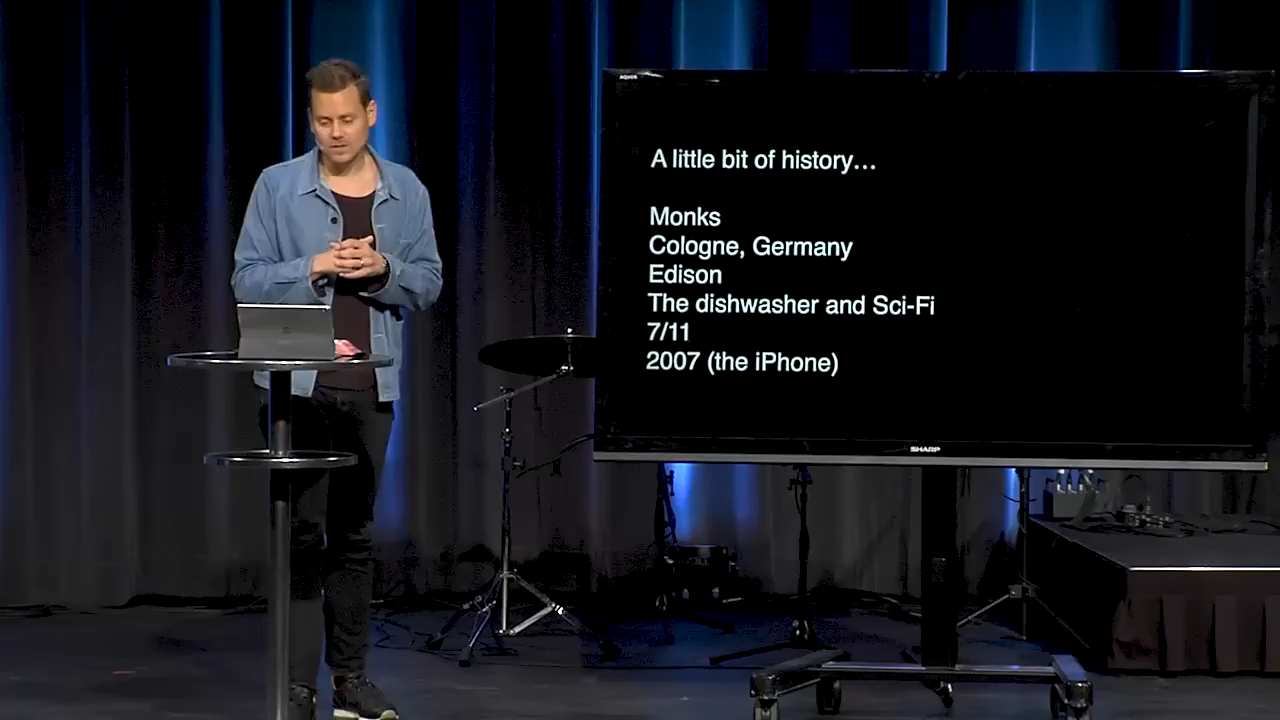 AQUOS
A little bit of history...
Monks
Cologne, Germany
Edison
The dishwasher and Sci-Fi
7/11
2007 (the iPhone)
SHARP